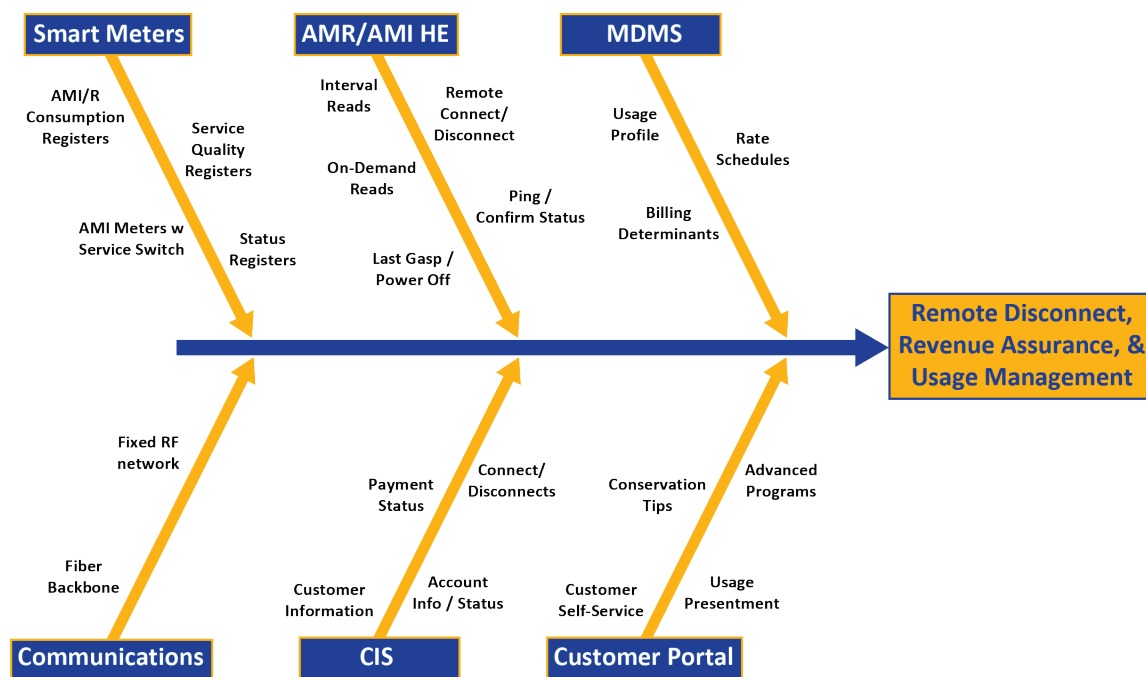 Smart Meters
AMR/AMI HE
MDMS
AMI/R
Consumption
Registers
Service
Quality
Registers
AMI Meters w
Service Switch
Status
Registers
Interval
Reads
Remote
Connect/
Disconnect
On-Demand
Reads
Ping /
Confirm Status
Last Gasp /
Power Off
Usage
Profile
Rate
Schedules
Billing
Determinants
Remote Disconnect,
Revenue Assurance, &
Usage Management
Fixed RF
network
Fiber
Backbone
Payment
Status
Connect/
Disconnects
Customer
Information
Account
Info / Status
Conservation
Tips
Advanced
Programs
Customer
Self-Service
Usage
Presentment
Communications
CIS
Customer Portal